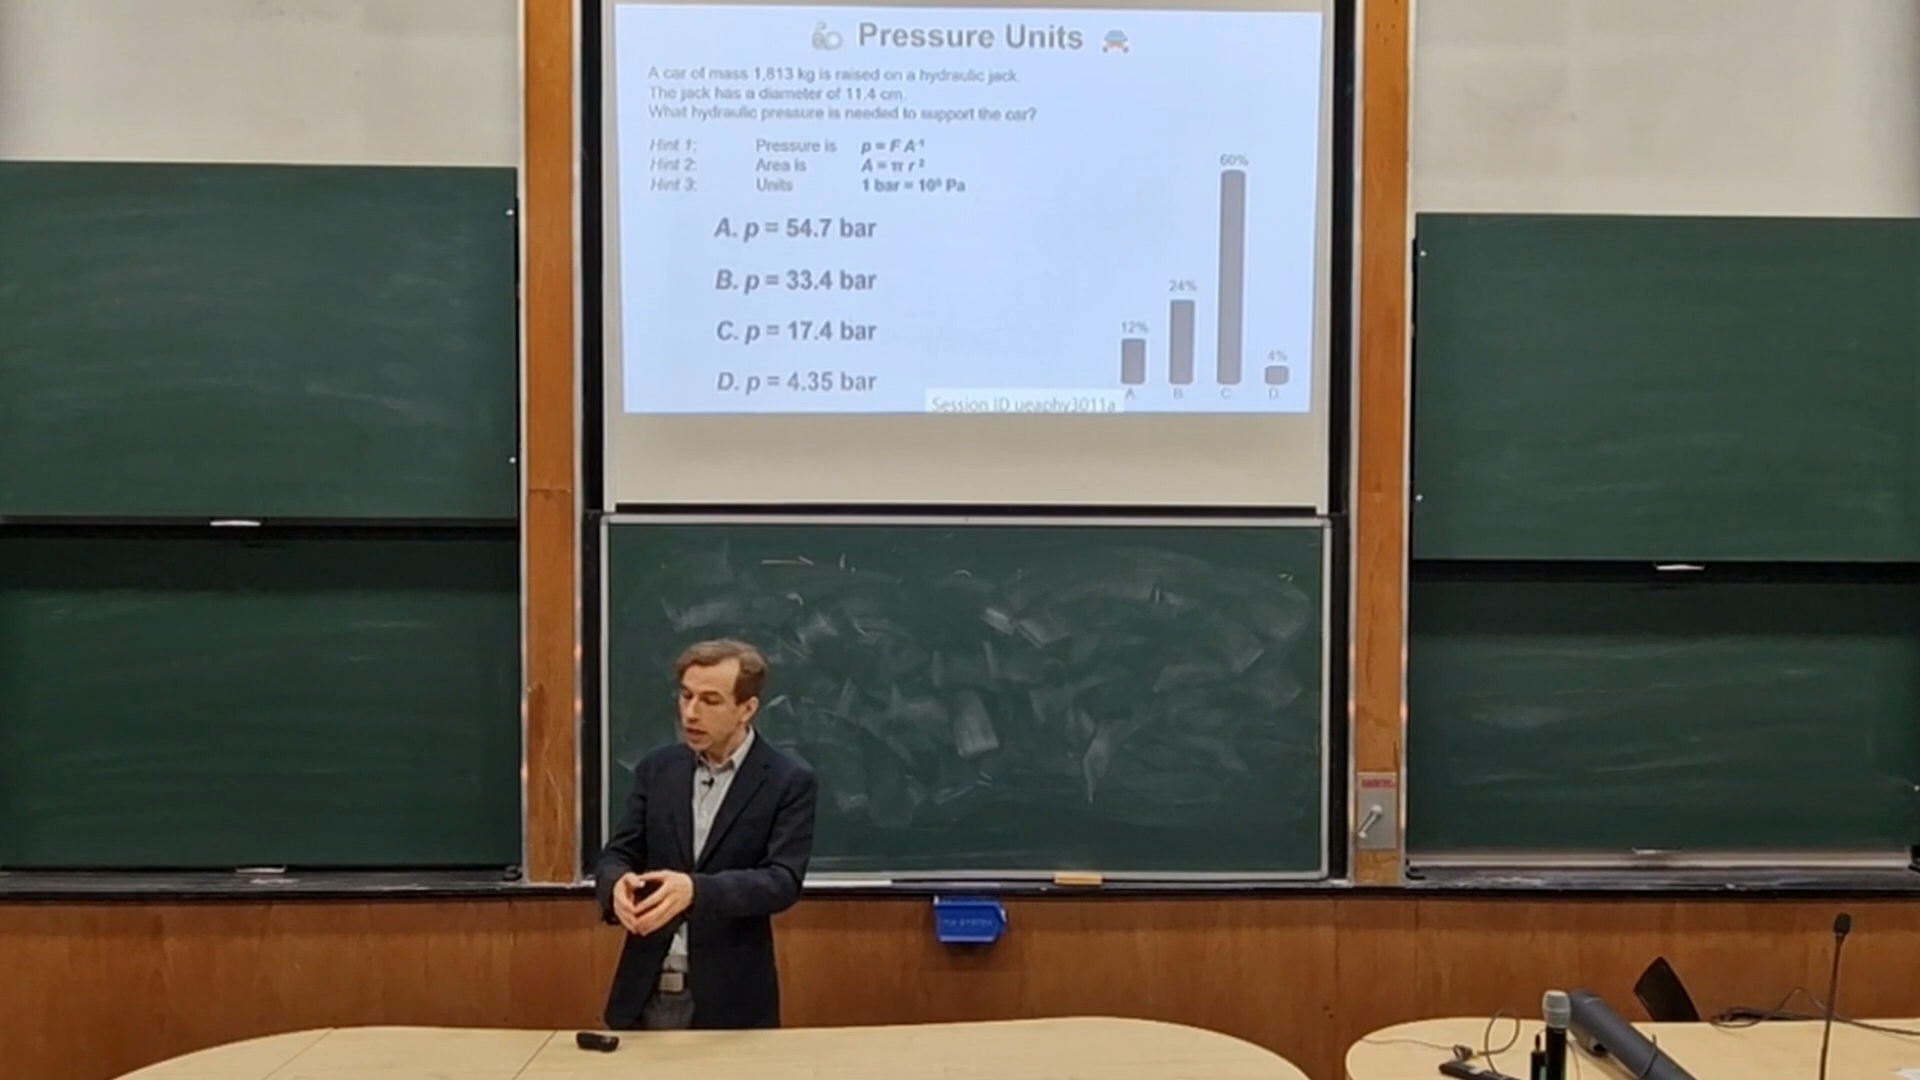 Pressure Units
A car of mass 1,813 kg is raised on a hydraulic jack.
The jack has a diameter of 11.4 cm.
What hydraulic pressure is needed to support the car?
Hint 1: Pressure is p = F A⁻¹
Hint 2: Area is A = π r ²
Hint 3: Units 1 bar = 10⁵ Pa
A. p = 54.7 bar
B. p = 33.4 bar
C. p = 17.4 bar
D. p = 4.35 bar
12%
24%
60%
4%
A. B. C. D.
Session ID ueaphy3011a